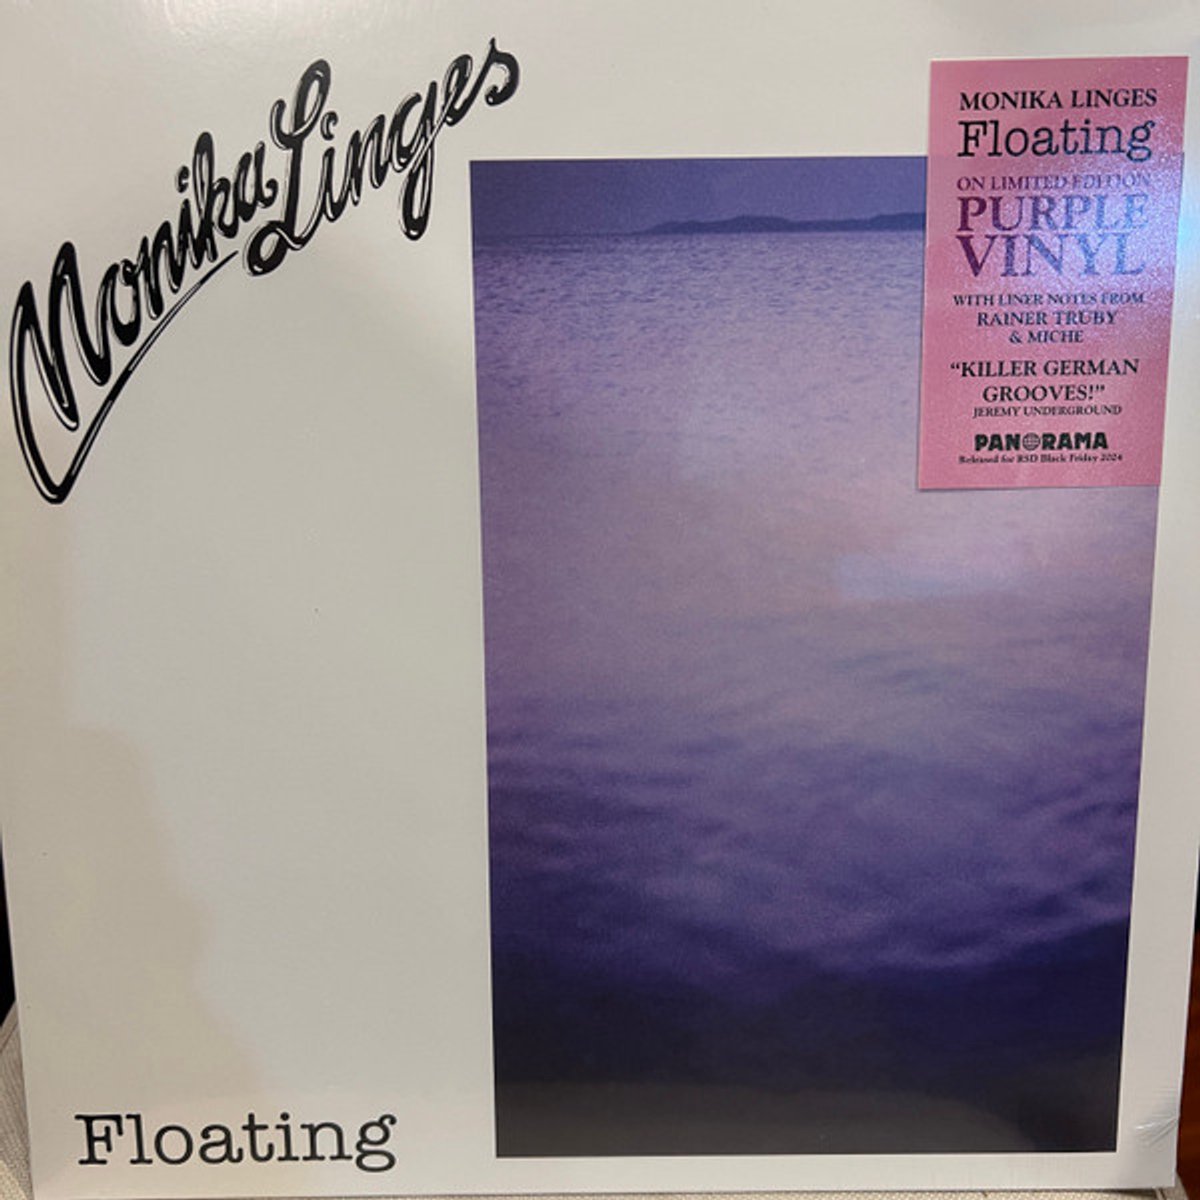 Monika Linges
MONIKA LINGES
Floating
ON LIMITED EDITION
PURPLE
VINYL
WITH LINER NOTES FROM
RAINER TRUBY
& MICHE
“KILLER GERMAN
GROOVES!”
JEREMY UNDERGROUND
PANORAMA
Released for RSD Black Friday 2024
Floating